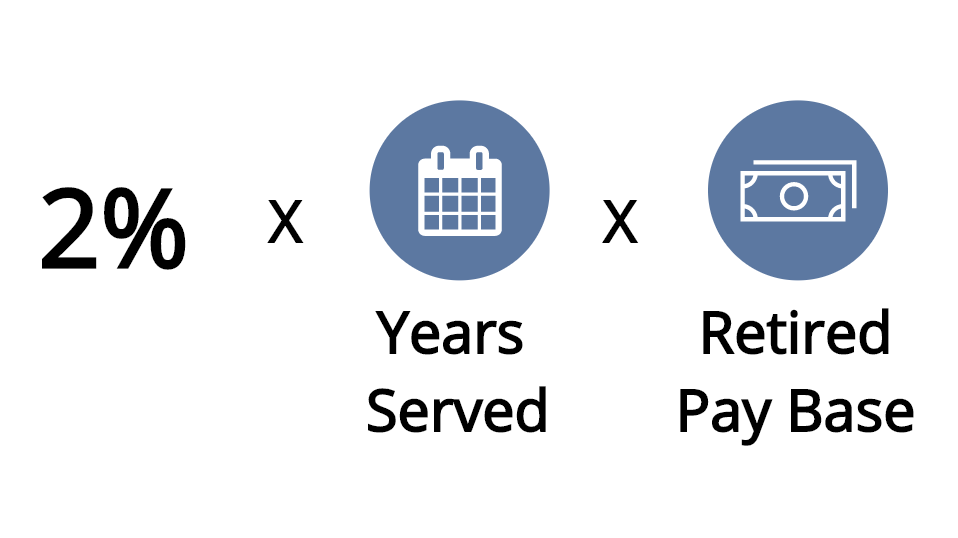 2% X X
Years
Served
Retired
Pay Base